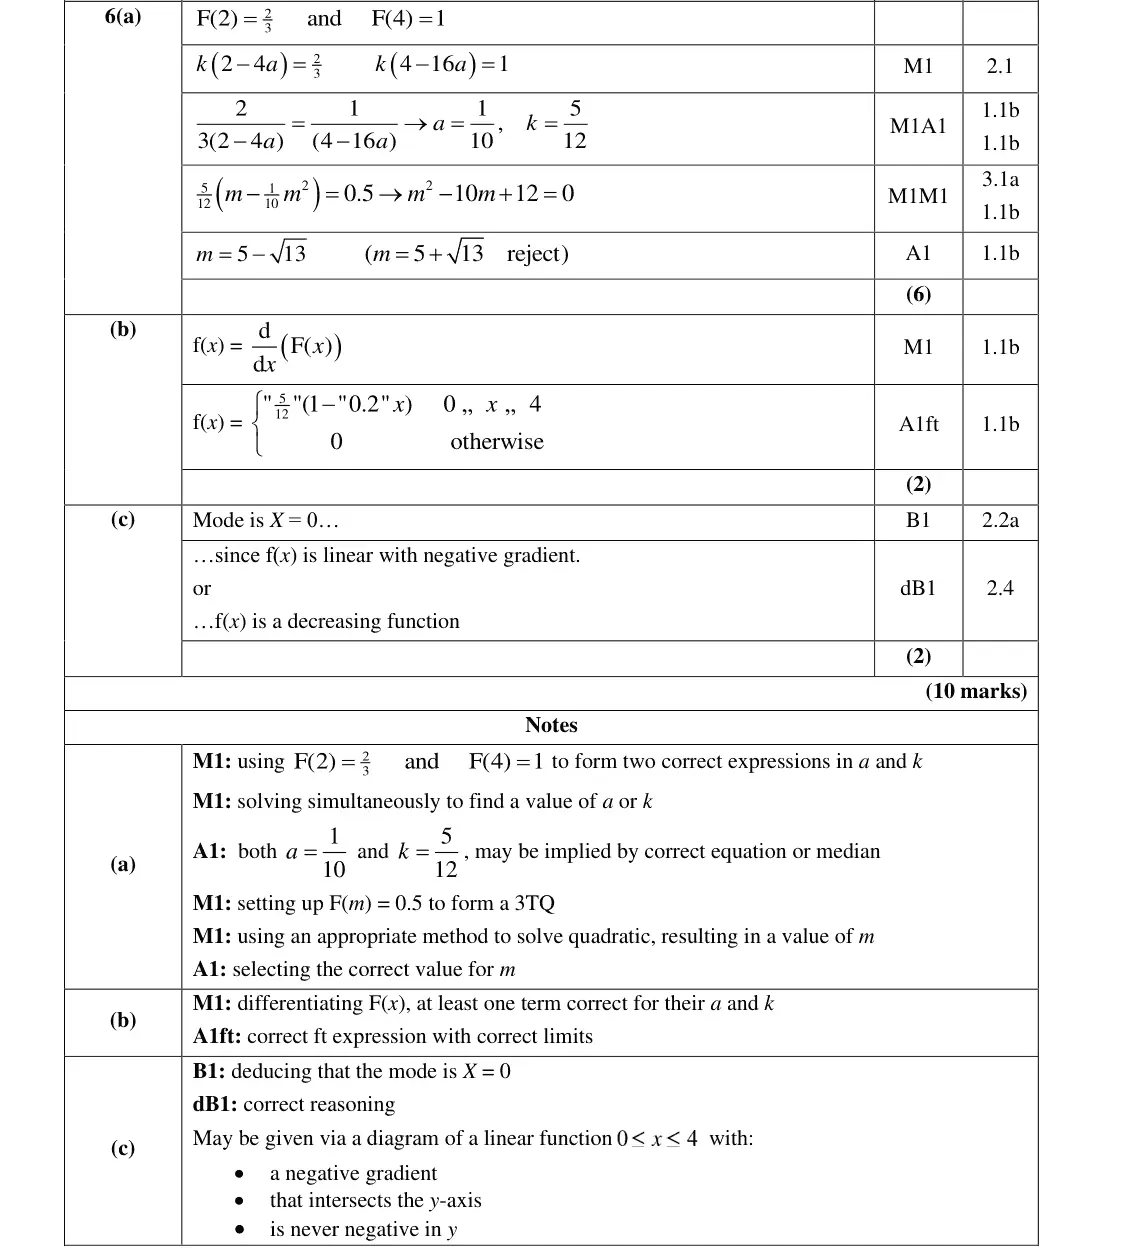 6(a) F(2) = 2/3 and F(4) = 1
k(2 − 4a) = 2/3 k(4 − 16a) = 1 M1 2.1
2/3(2 − 4a) = 1/(4 − 16a) → a = 1/10, k = 5/12 M1A1 1.1b 1.1b
5/12(m − 1/10 m²) = 0.5 → m² − 10m + 12 = 0 M1M1 3.1a 1.1b
m = 5 − √13 (m = 5 + √13 reject) A1 1.1b
(6)
(b) f(x) = d/dx (F(x)) M1 1.1b
f(x) = { "5/12"(1 − "0.2"x) 0 ,, x ,, 4
0 otherwise A1ft 1.1b
(2)
(c) Mode is X = 0… B1 2.2a
…since f(x) is linear with negative gradient.
or dB1 2.4
…f(x) is a decreasing function
(2)
(10 marks)
Notes
(a) M1: using F(2) = 2/3 and F(4) = 1 to form two correct expressions in a and k
M1: solving simultaneously to find a value of a or k
A1: both a = 1/10 and k = 5/12, may be implied by correct equation or median
M1: setting up F(m) = 0.5 to form a 3TQ
M1: using an appropriate method to solve quadratic, resulting in a value of m
A1: selecting the correct value for m
(b) M1: differentiating F(x), at least one term correct for their a and k
A1ft: correct ft expression with correct limits
(c) B1: deducing that the mode is X = 0
dB1: correct reasoning
May be given via a diagram of a linear function 0 ≤ x ≤ 4 with:
• a negative gradient
• that intersects the y-axis
• is never negative in y